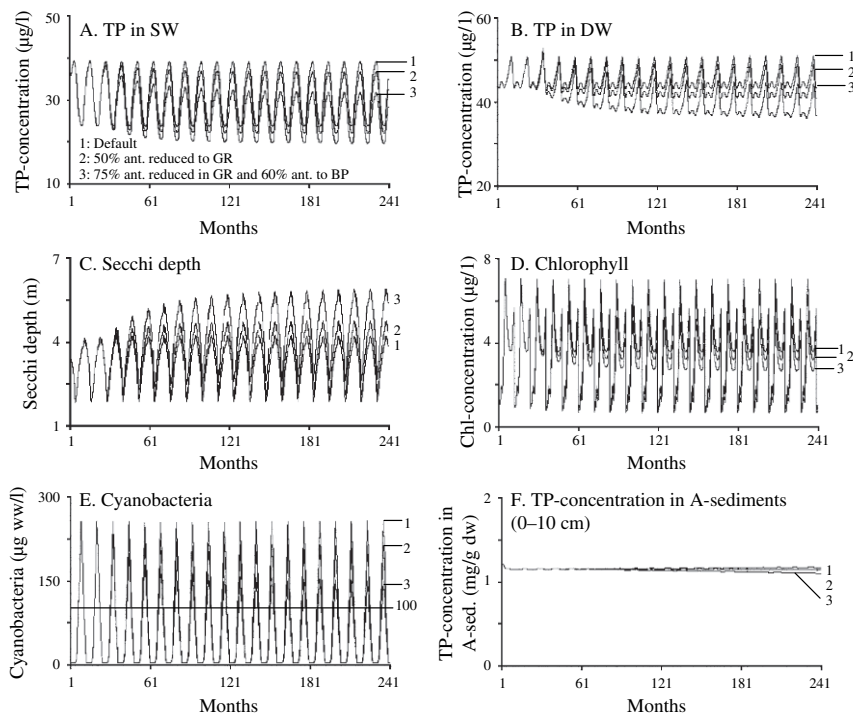 A. TP in SW
TP-concentration (µg/l)
50
30
10
1
2
3
1: Default
2: 50% ant. reduced to GR
3: 75% ant. reduced in GR and 60% ant. to BP
1 61 121 181 241
Months
B. TP in DW
TP-concentration (µg/l)
60
40
20
1
2
3
1 61 121 181 241
Months
C. Secchi depth
Secchi depth (m)
7
4
1
3
2
1
1 61 121 181 241
Months
D. Chlorophyll
Chl-concentration (µg/l)
8
4
0
1
2
3
1 61 121 181 241
Months
E. Cyanobacteria
Cyanobacteria (µg ww/l)
300
150
0
1
2
3
100
1 61 121 181 241
Months
F. TP-concentration in A-sediments
(0–10 cm)
TP-concentration in
A-sed. (mg/g dw)
2
1
0
1
2
3
1 61 121 181 241
Months